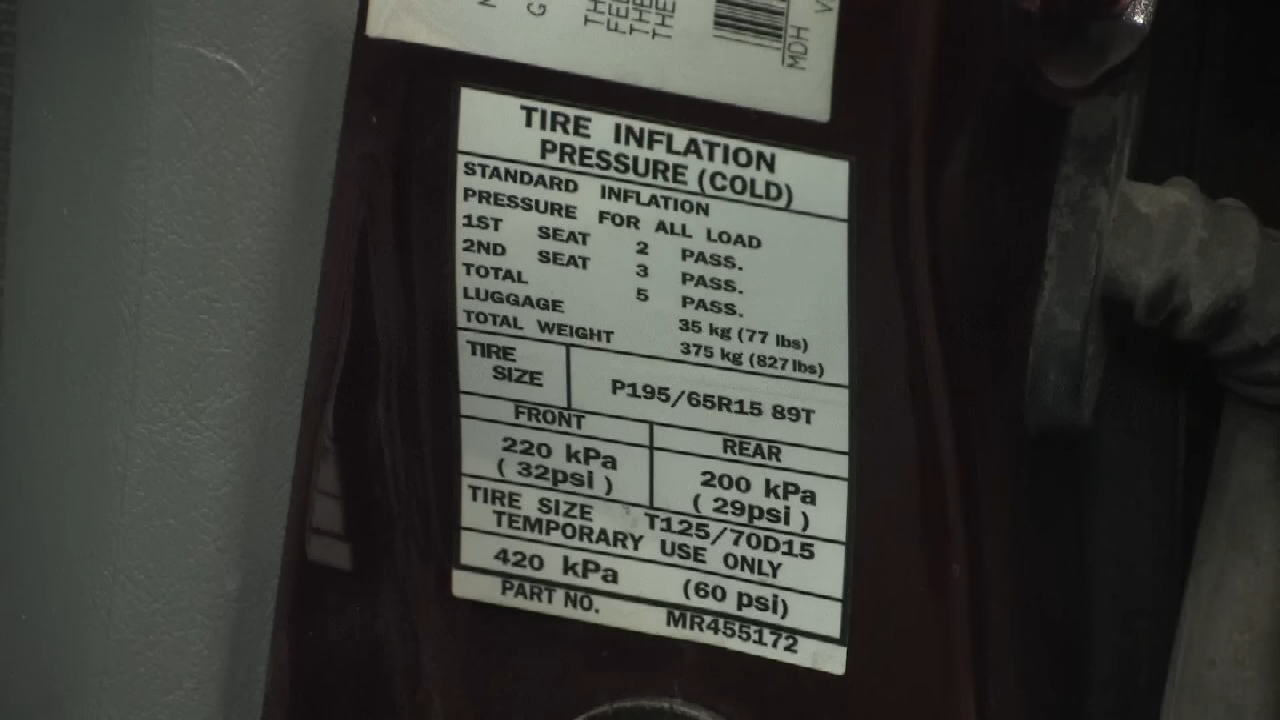 MDH
TIRE INFLATION
PRESSURE (COLD)
STANDARD INFLATION
PRESSURE FOR ALL LOAD
1ST SEAT 2 PASS.
2ND SEAT 3 PASS.
TOTAL 5 PASS.
LUGGAGE 35 kg (77 lbs)
TOTAL WEIGHT 375 kg (827 lbs)
TIRE
SIZE
P195/65R15 89T
FRONT
REAR
220 kPa
( 32psi )
200 kPa
( 29psi )
TIRE SIZE T125/70D15
TEMPORARY USE ONLY
420 kPa (60 psi)
PART NO. MR455172